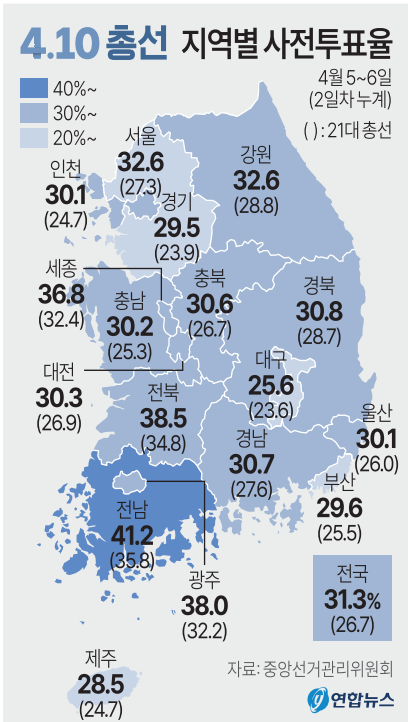 4.10 총선 지역별 사전투표율
4월 5~6일
(2일차 누계)
( ) : 21대 총선
40%~
30%~
20%~
서울
32.6
(27.3)
인천
30.1
(24.7)
경기
29.5
(23.9)
강원
32.6
(28.8)
세종
36.8
(32.4)
충남
30.2
(25.3)
충북
30.6
(26.7)
경북
30.8
(28.7)
대전
30.3
(26.9)
전북
38.5
(34.8)
대구
25.6
(23.6)
경남
30.7
(27.6)
울산
30.1
(26.0)
부산
29.6
(25.5)
전남
41.2
(35.8)
광주
38.0
(32.2)
전국
31.3%
(26.7)
제주
28.5
(24.7)
자료: 중앙선거관리위원회
연합뉴스